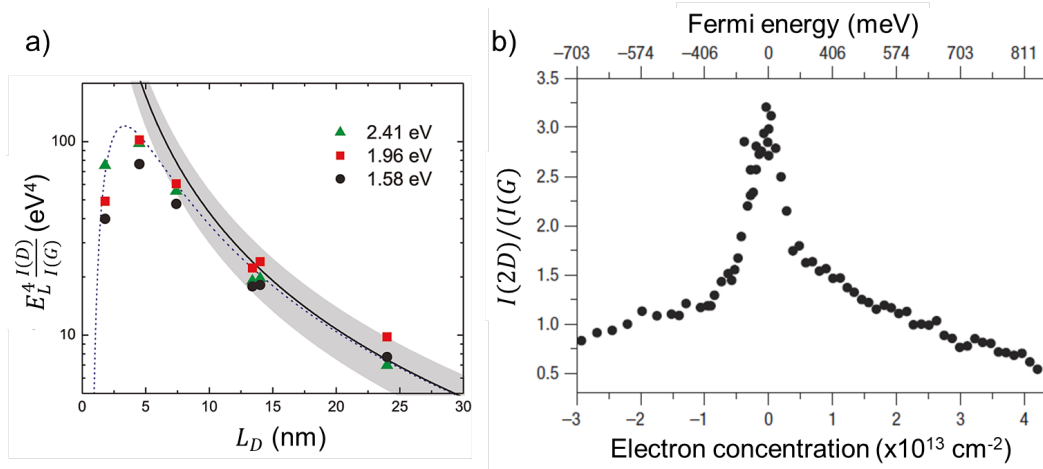 a)
E_L^4 I(D)/I(G) (eV^4)
100
10
2.41 eV
1.96 eV
1.58 eV
0 5 10 15 20 25 30
L_D (nm)
b)
Fermi energy (meV)
–703 –574 –406 0 406 574 703 811
I(2D)/(I(G)
3.5
3.0
2.5
2.0
1.5
1.0
0.5
–3 –2 –1 0 1 2 3 4
Electron concentration (x10^13 cm^-2)